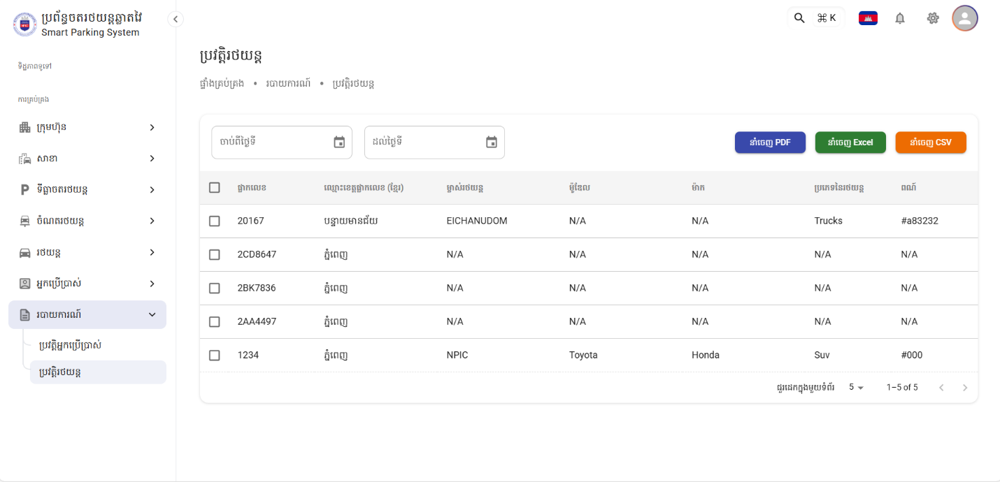 ប្រព័ន្ធចតរថយន្តឆ្លាតវៃ
Smart Parking System
⌘ K
ទិដ្ឋភាពទូទៅ
ការគ្រប់គ្រង
ក្រុមហ៊ុន
សាខា
ទីធ្លាចតរថយន្ត
ចំណតរថយន្ត
រថយន្ត
អ្នកប្រើប្រាស់
របាយការណ៍
ប្រវត្តិអ្នកប្រើប្រាស់
ប្រវត្តិរថយន្ត
ប្រវត្តិរថយន្ត
ផ្ទាំងគ្រប់គ្រង • របាយការណ៍ • ប្រវត្តិរថយន្ត
ចាប់ពីថ្ងៃទី ដល់ថ្ងៃទី នាំចេញ PDF នាំចេញ Excel នាំចេញ CSV
ផ្លាកលេខ ឈ្មោះខេត្តផ្លាកលេខ (ខ្មែរ) ម្ចាស់រថយន្ត ម៉ូឌែល ម៉ាក ប្រភេទនៃរថយន្ត ពណ៌
20167 បន្ទាយមានជ័យ EICHANUDOM N/A N/A Trucks #a83232
2CD8647 ភ្នំពេញ N/A N/A N/A N/A N/A
2BK7836 ភ្នំពេញ N/A N/A N/A N/A N/A
2AA4497 ភ្នំពេញ N/A N/A N/A N/A N/A
1234 ភ្នំពេញ NPIC Toyota Honda Suv #000
ជួរដេកក្នុងមួយទំព័រ 5 1–5 of 5